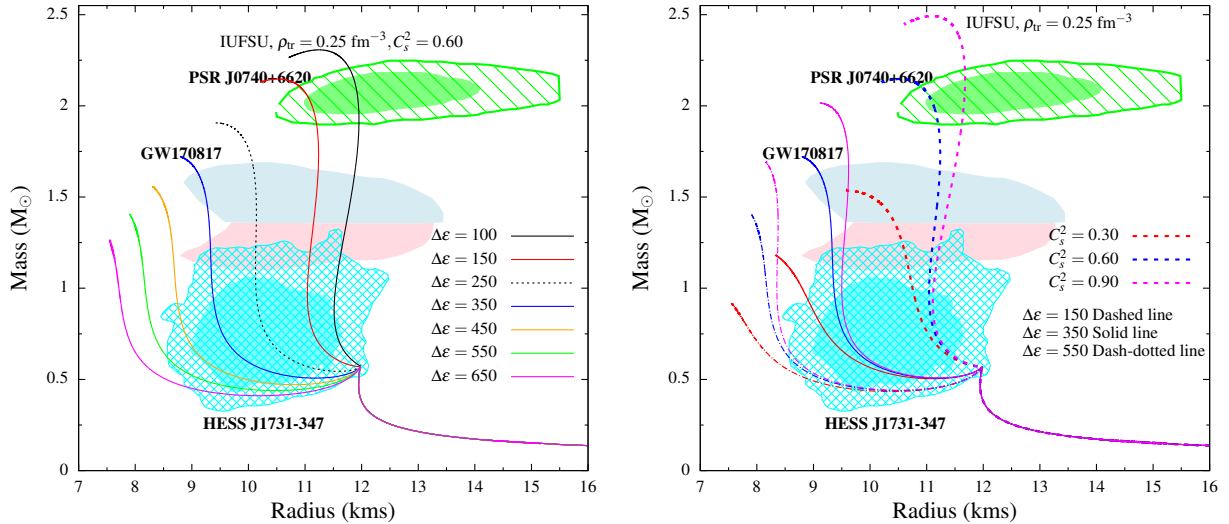 IUFSU, ρtr = 0.25 fm⁻³, Cs² = 0.60
PSR J0740+6620
GW170817
HESS J1731-347
Δε = 100
Δε = 150
Δε = 250
Δε = 350
Δε = 450
Δε = 550
Δε = 650
Mass (M⊙)
2.5
2
1.5
1
0.5
0
7 8 9 10 11 12 13 14 15 16
Radius (kms)
IUFSU, ρtr = 0.25 fm⁻³
PSR J0740+6620
GW170817
HESS J1731-347
Cs² = 0.30
Cs² = 0.60
Cs² = 0.90
Δε = 150 Dashed line
Δε = 350 Solid line
Δε = 550 Dash-dotted line
Mass (M⊙)
2.5
2
1.5
1
0.5
0
7 8 9 10 11 12 13 14 15 16
Radius (kms)